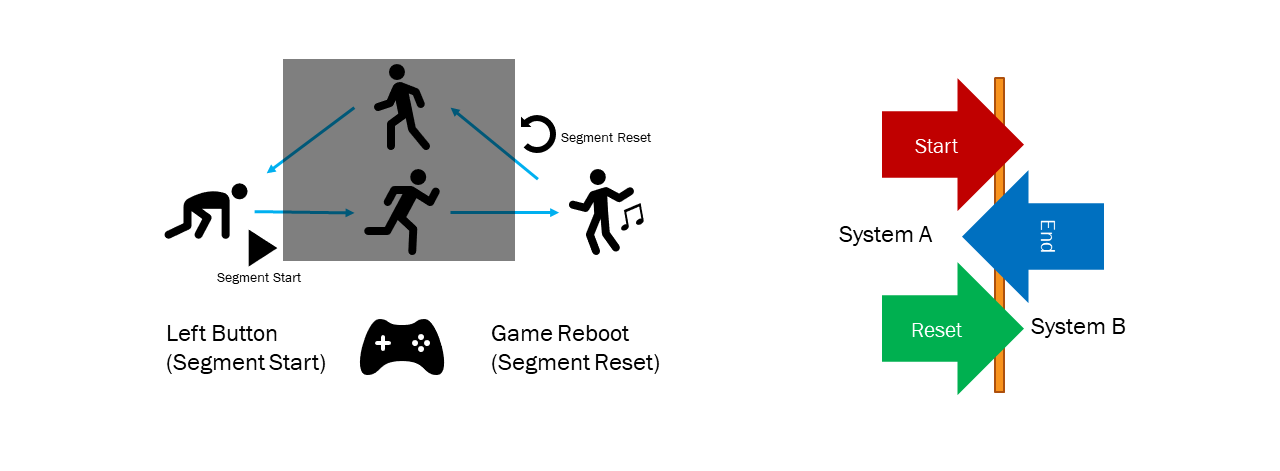 Segment Reset
Segment Start
Left Button
(Segment Start)
Game Reboot
(Segment Reset)
Start
End
System A
Reset
System B